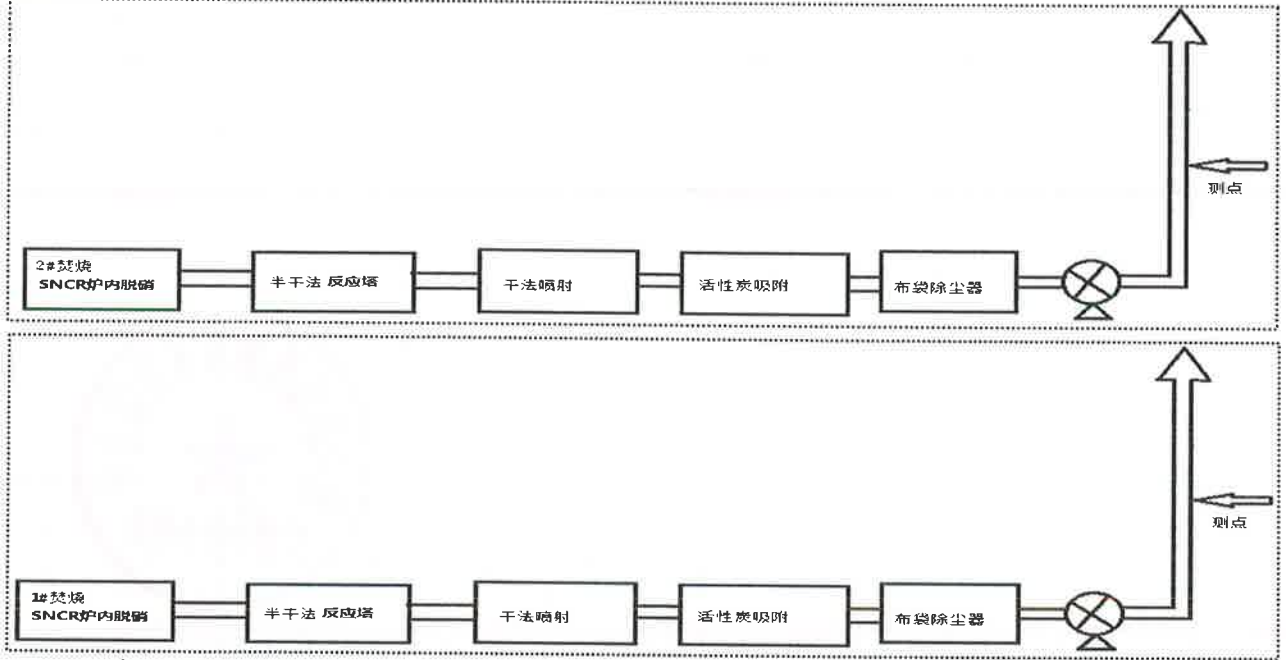 测点
2#焚烧
SNCR炉内脱硝
半干法 反应塔
干法喷射
活性炭吸附
布袋除尘器
测点
1#焚烧
SNCR炉内脱硝
半干法 反应塔
干法喷射
活性炭吸附
布袋除尘器